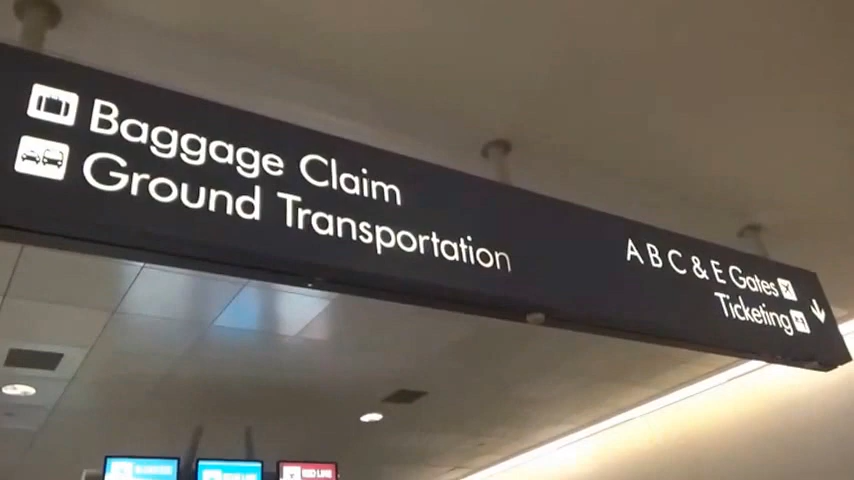 Baggage Claim
Ground Transportation
A B C & E Gates
Ticketing